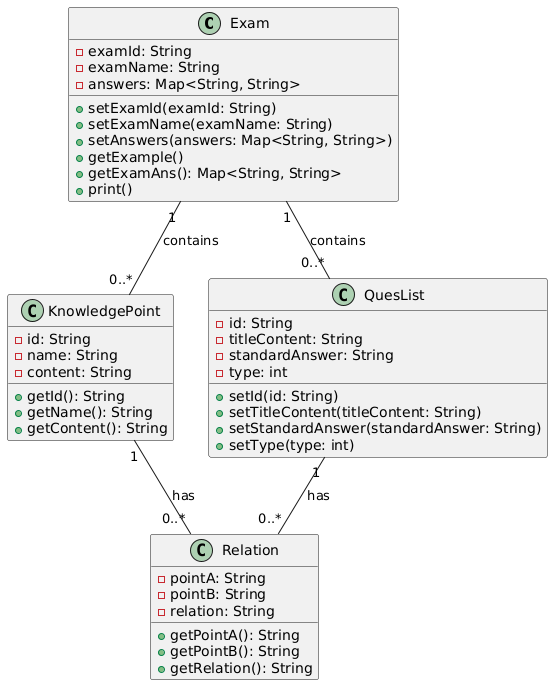 C Exam
examId: String
examName: String
answers: Map<String, String>
setExamId(examId: String)
setExamName(examName: String)
setAnswers(answers: Map<String, String>)
getExample()
getExamAns(): Map<String, String>
print()
1
1
contains
contains
0..*
0..*
C KnowledgePoint
id: String
name: String
content: String
getId(): String
getName(): String
getContent(): String
C QuesList
id: String
titleContent: String
standardAnswer: String
type: int
setId(id: String)
setTitleContent(titleContent: String)
setStandardAnswer(standardAnswer: String)
setType(type: int)
1
1
has
has
0..*
0..*
C Relation
pointA: String
pointB: String
relation: String
getPointA(): String
getPointB(): String
getRelation(): String